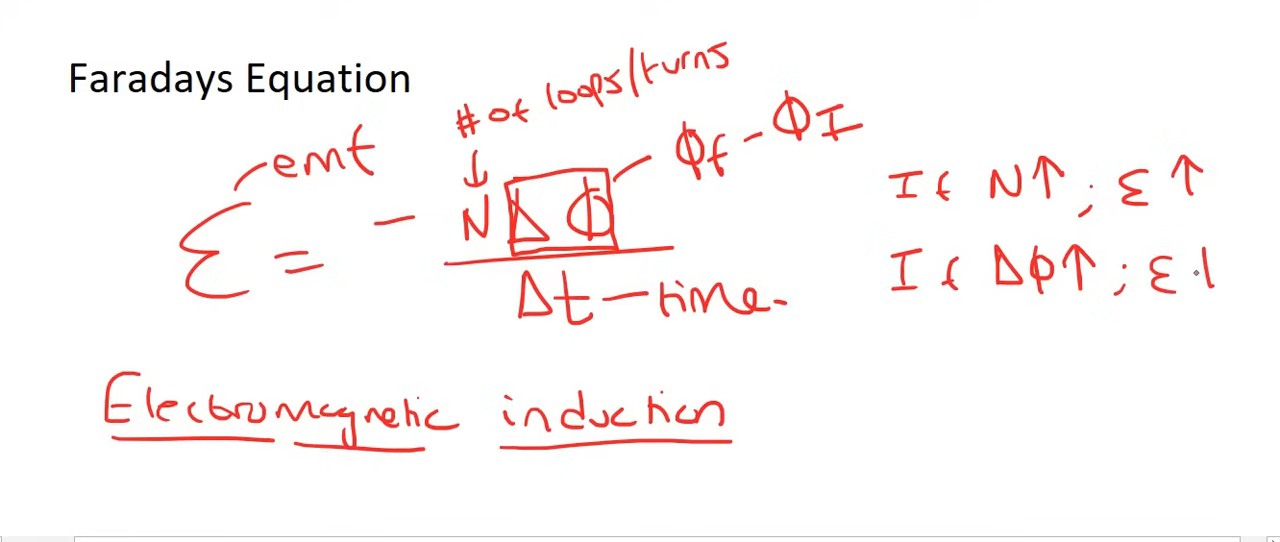 Faradays Equation
# of loops/turns
emf
ϕf - ϕI
ε = - NΔϕ / Δt - time
If N↑ ; ε ↑
If Δϕ↑ ; ε |
Electromagnetic induction